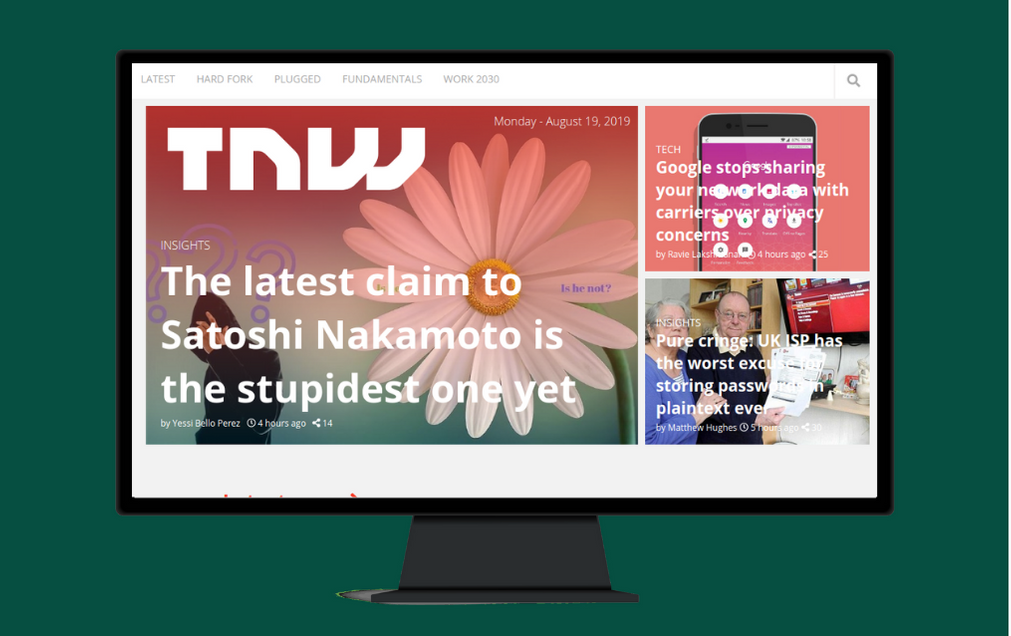 LATEST HARD FORK PLUGGED FUNDAMENTALS WORK 2030
TNW
Monday - August 19, 2019
INSIGHTS
The latest claim to
Satoshi Nakamoto is
the stupidest one yet
by Yessi Bello Perez 4 hours ago 14
???
Is he not?
TECH
Google stops sharing
your network data with
carriers over privacy
concerns
by Ravie Lakshmanan 4 hours ago 25
INSIGHTS
Pure cringe: UK ISP has
the worst excuse for
storing passwords in
plaintext ever
by Matthew Hughes 5 hours ago 30